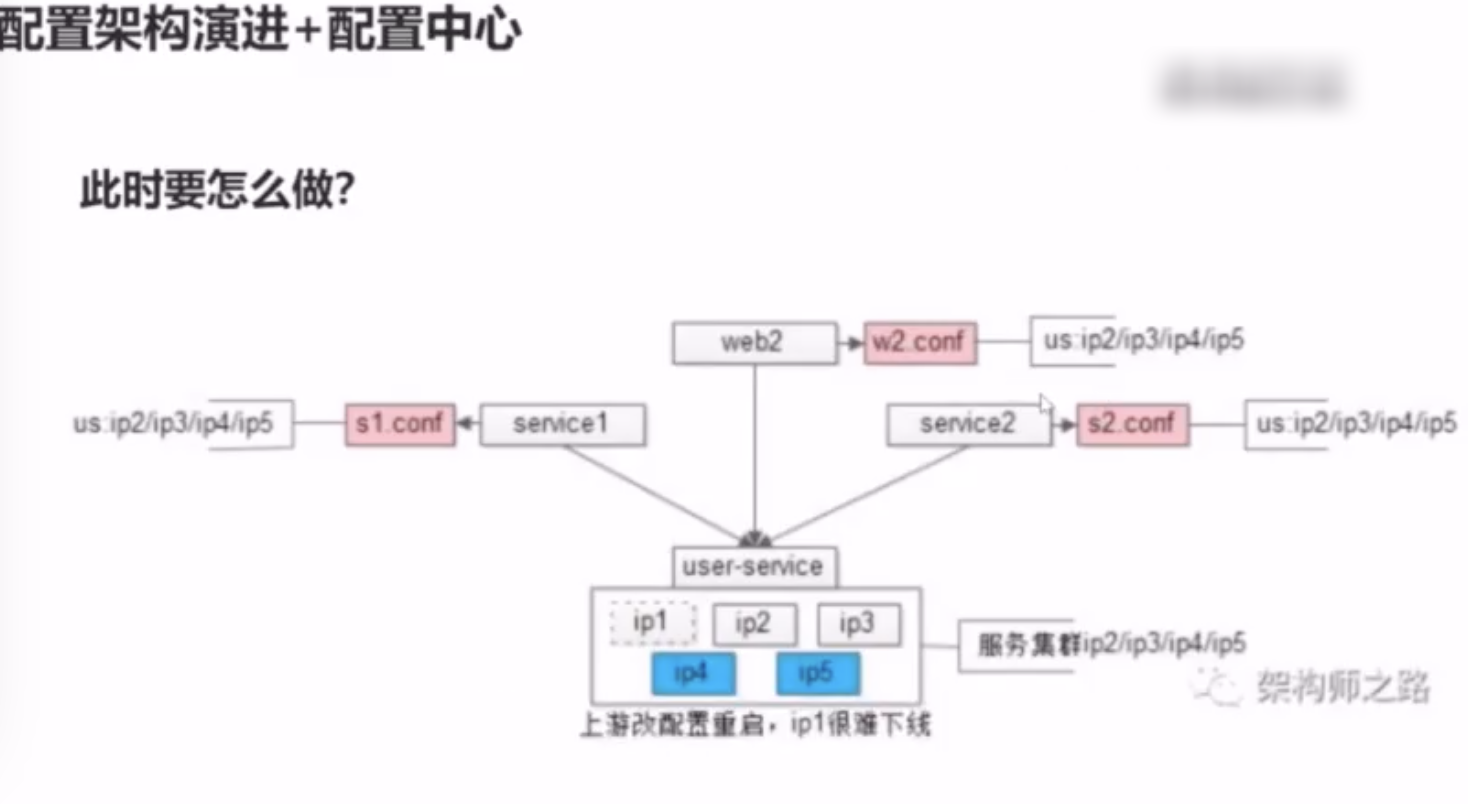 配置架构演进+配置中心
此时要怎么做?
web2
w2.conf
us:ip2/ip3/ip4/ip5
us:ip2/ip3/ip4/ip5
s1.conf
service1
service2
s2.conf
us:ip2/ip3/ip4/ip5
user-service
ip1
ip2
ip3
ip4
ip5
服务集群ip2/ip3/ip4/ip5
架构师之路
上游改配置重启，ip1很难下线